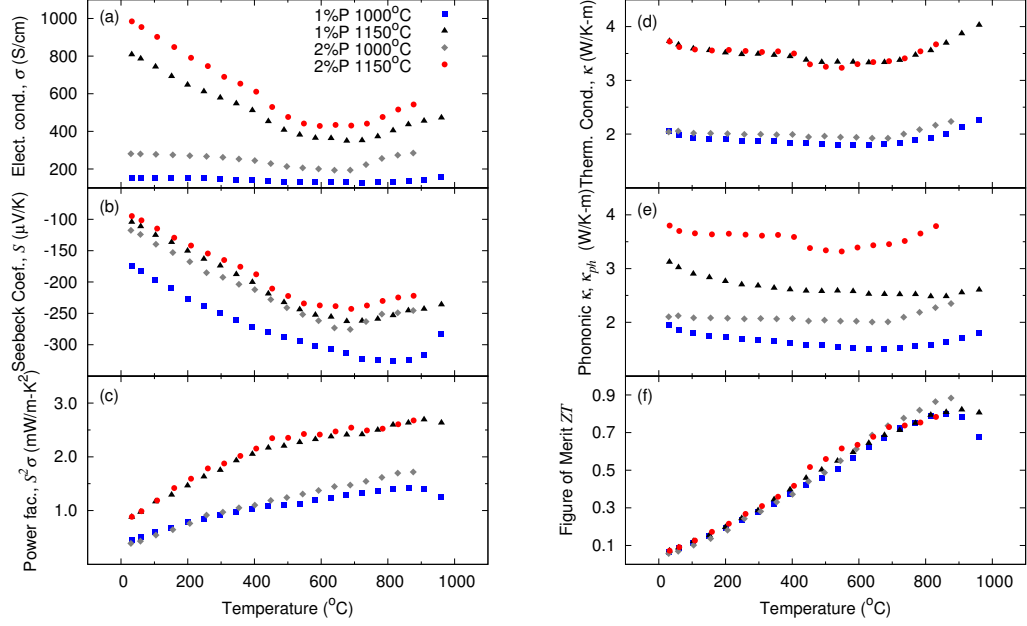 (a)
1%P 1000°C
1%P 1150°C
2%P 1000°C
2%P 1150°C
Elect. cond., σ (S/cm)
1000
800
600
400
200
(b)
Seebeck Coef., S (μV/K)
-100
-150
-200
-250
-300
(c)
Power fac., S²σ (mW/m-K²)
3.0
2.0
1.0
0 200 400 600 800 1000
Temperature (°C)
(d)
Therm. Cond., κ (W/K-m)
4
2
(e)
Phononic κ, κph (W/K-m)
4
3
2
(f)
Figure of Merit ZT
0.9
0.7
0.5
0.3
0.1
0 200 400 600 800 1000
Temperature (°C)